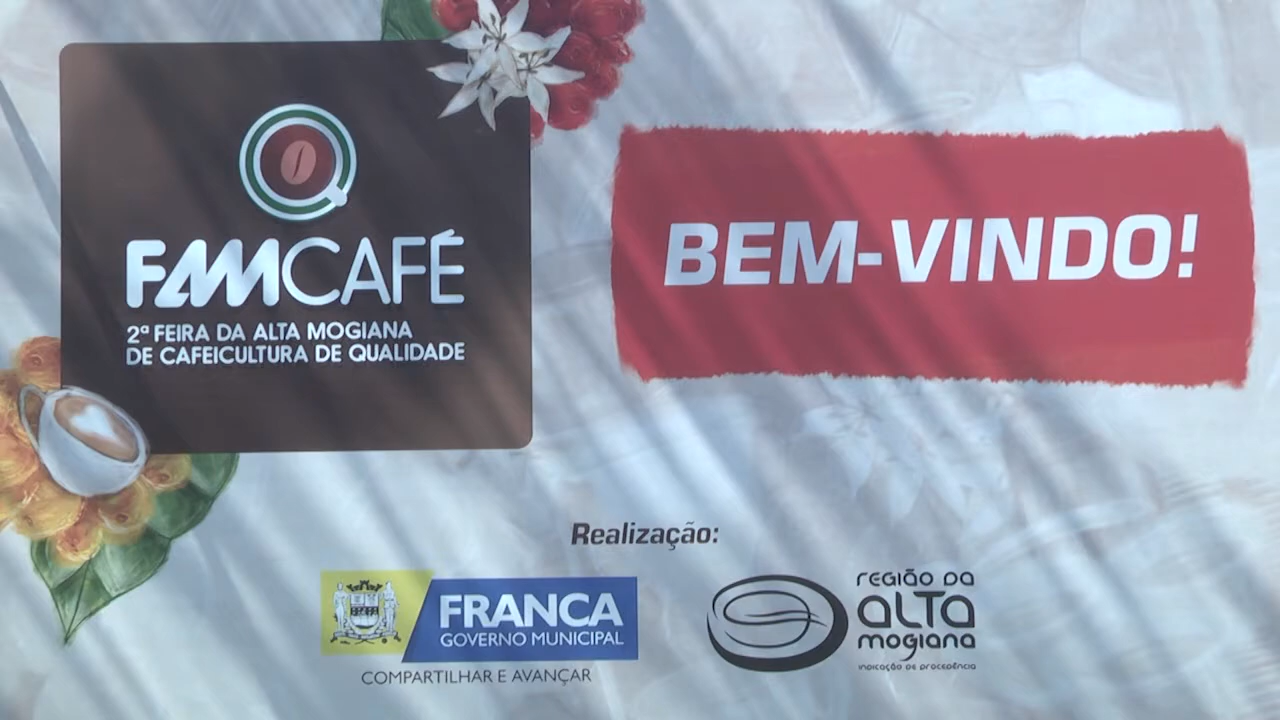 FAMCAFÉ
2ª FEIRA DA ALTA MOGIANA
DE CAFEICULTURA DE QUALIDADE
BEM-VINDO!
Realização:
FRANCA
GOVERNO MUNICIPAL
COMPARTILHAR E AVANÇAR
REGIÃO DA
ALTA
mogiana
INDICAÇÃO DE PROCEDÊNCIA